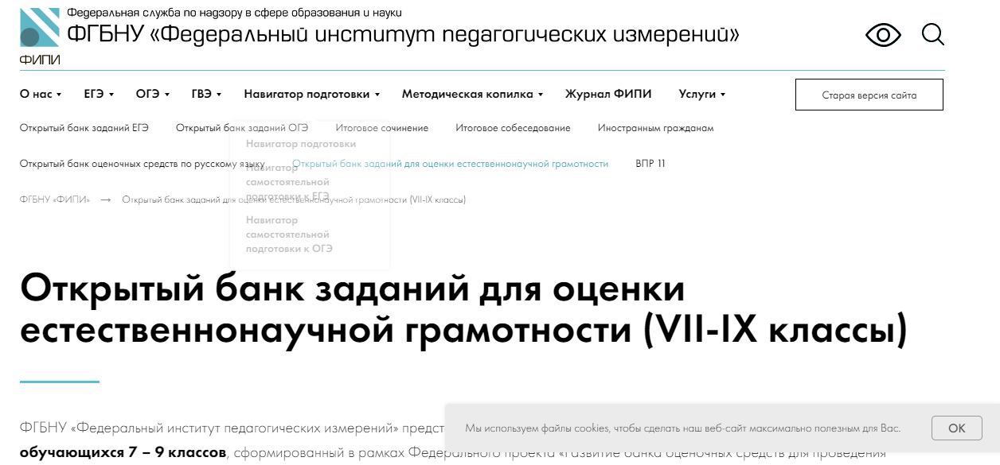 Федеральная служба по надзору в сфере образования и науки
ФГБНУ «Федеральный институт педагогических измерений»
ФИПИ
О нас ЕГЭ ОГЭ ГВЭ Навигатор подготовки Методическая копилка Журнал ФИПИ Услуги Старая версия сайта
Открытый банк заданий ЕГЭ Открытый банк заданий ОГЭ Итоговое сочинение Итоговое собеседование Иностранным гражданам
Навигатор подготовки
Открытый банк оценочных средств по русскому языку Открытый банк заданий для оценки естественнонаучной грамотности ВПР 11
Навигатор
самостоятельной
подготовки к ЕГЭ
ФГБНУ «ФИПИ» → Открытый банк заданий для оценки естественнонаучной грамотности (VII-IX классы)
Навигатор
самостоятельной
подготовки к ОГЭ
Открытый банк заданий для оценки
естественнонаучной грамотности (VII-IX классы)
ФГБНУ «Федеральный институт педагогических измерений»
Мы используем файлы cookies, чтобы сделать наш веб-сайт максимально полезным для Вас. OK
обучающихся 7 – 9 классов, сформированный в рамках Федерального проекта «Развитие банка оценочных средств для проведения